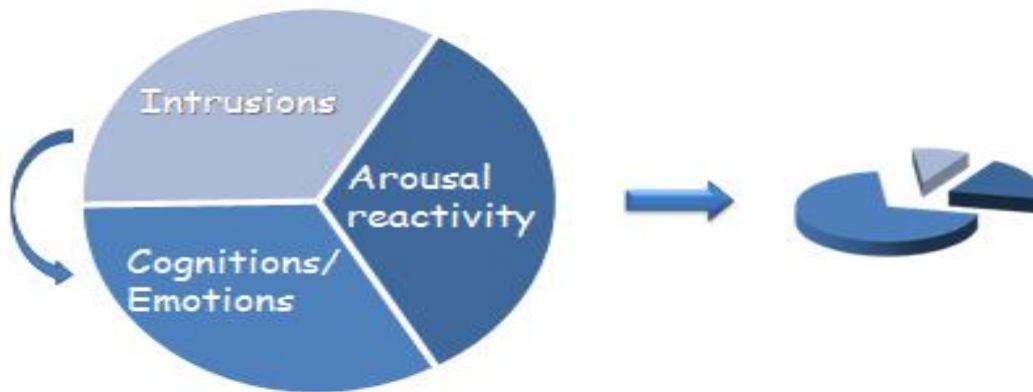 Intrusions
Arousal
reactivity
Cognitions/
Emotions